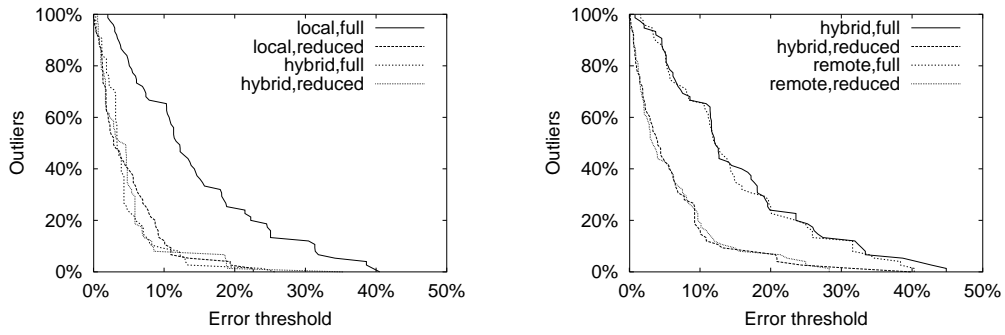 100%
80%
60%
40%
20%
0%
Outliers
0%
10%
20%
30%
40%
50%
Error threshold
local,full
local,reduced
hybrid,full
hybrid,reduced
100%
80%
60%
40%
20%
0%
Outliers
0%
10%
20%
30%
40%
50%
Error threshold
hybrid,full
hybrid,reduced
remote,full
remote,reduced